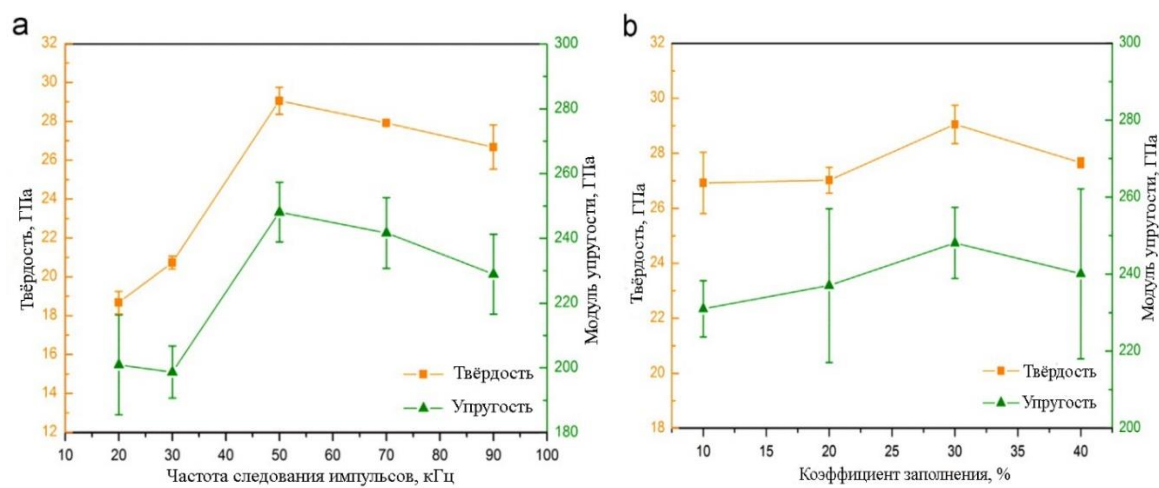 a
32
30
28
26
24
22
20
18
16
14
12
Твёрдость, ГПа
300
280
260
240
220
200
180
Модуль упругости, ГПа
Твёрдость
Упругость
10 20 30 40 50 60 70 80 90 100
Частота следования импульсов, кГц
b
32
30
28
26
24
22
20
18
Твёрдость, ГПа
300
280
260
240
220
200
Модуль упругости, ГПа
Твёрдость
Упругость
10 15 20 25 30 35 40
Коэффициент заполнения, %